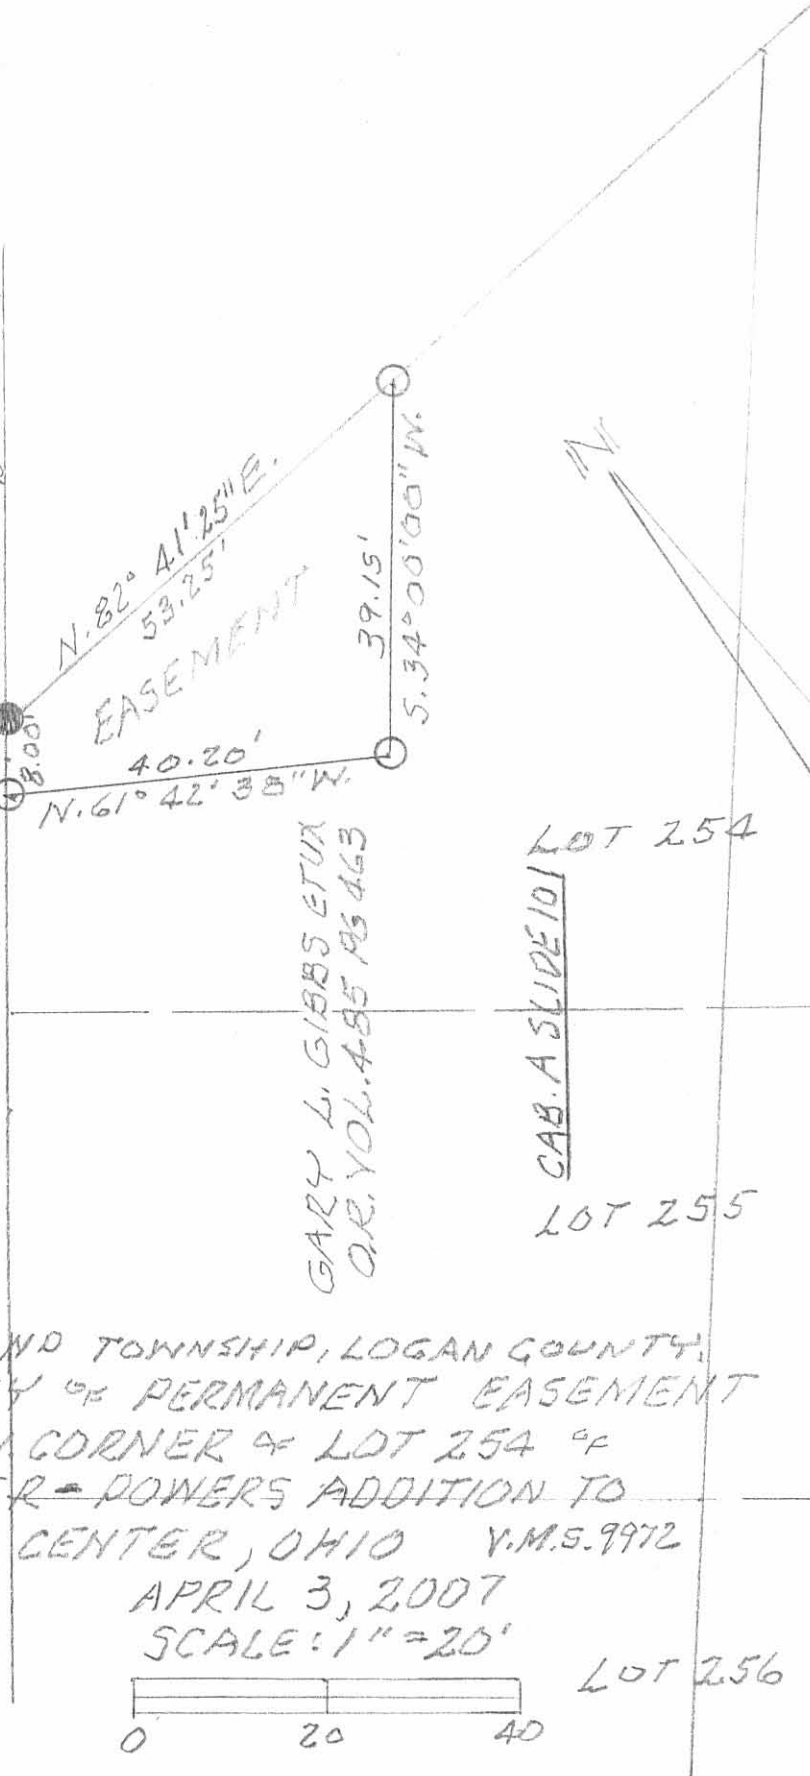 N
N. 82° 41' 25" E.
53.25'
EASEMENT
39.15'
S. 34° 00' 00" W.
8.00'
40.20'
N. 61° 42' 38" W.
LOT 254
GARY L. GIBBS ETUX
O.R. VOL. 485 PG 463
CAB. A SLIDE 101
LOT 255
ND TOWNSHIP, LOGAN COUNTY,
Y OF PERMANENT EASEMENT
CORNER OF LOT 254 OF
R-POWERS ADDITION TO
CENTER, OHIO V.M.S. 9972
APRIL 3, 2007
SCALE: 1" = 20'
LOT 256
0 20 40